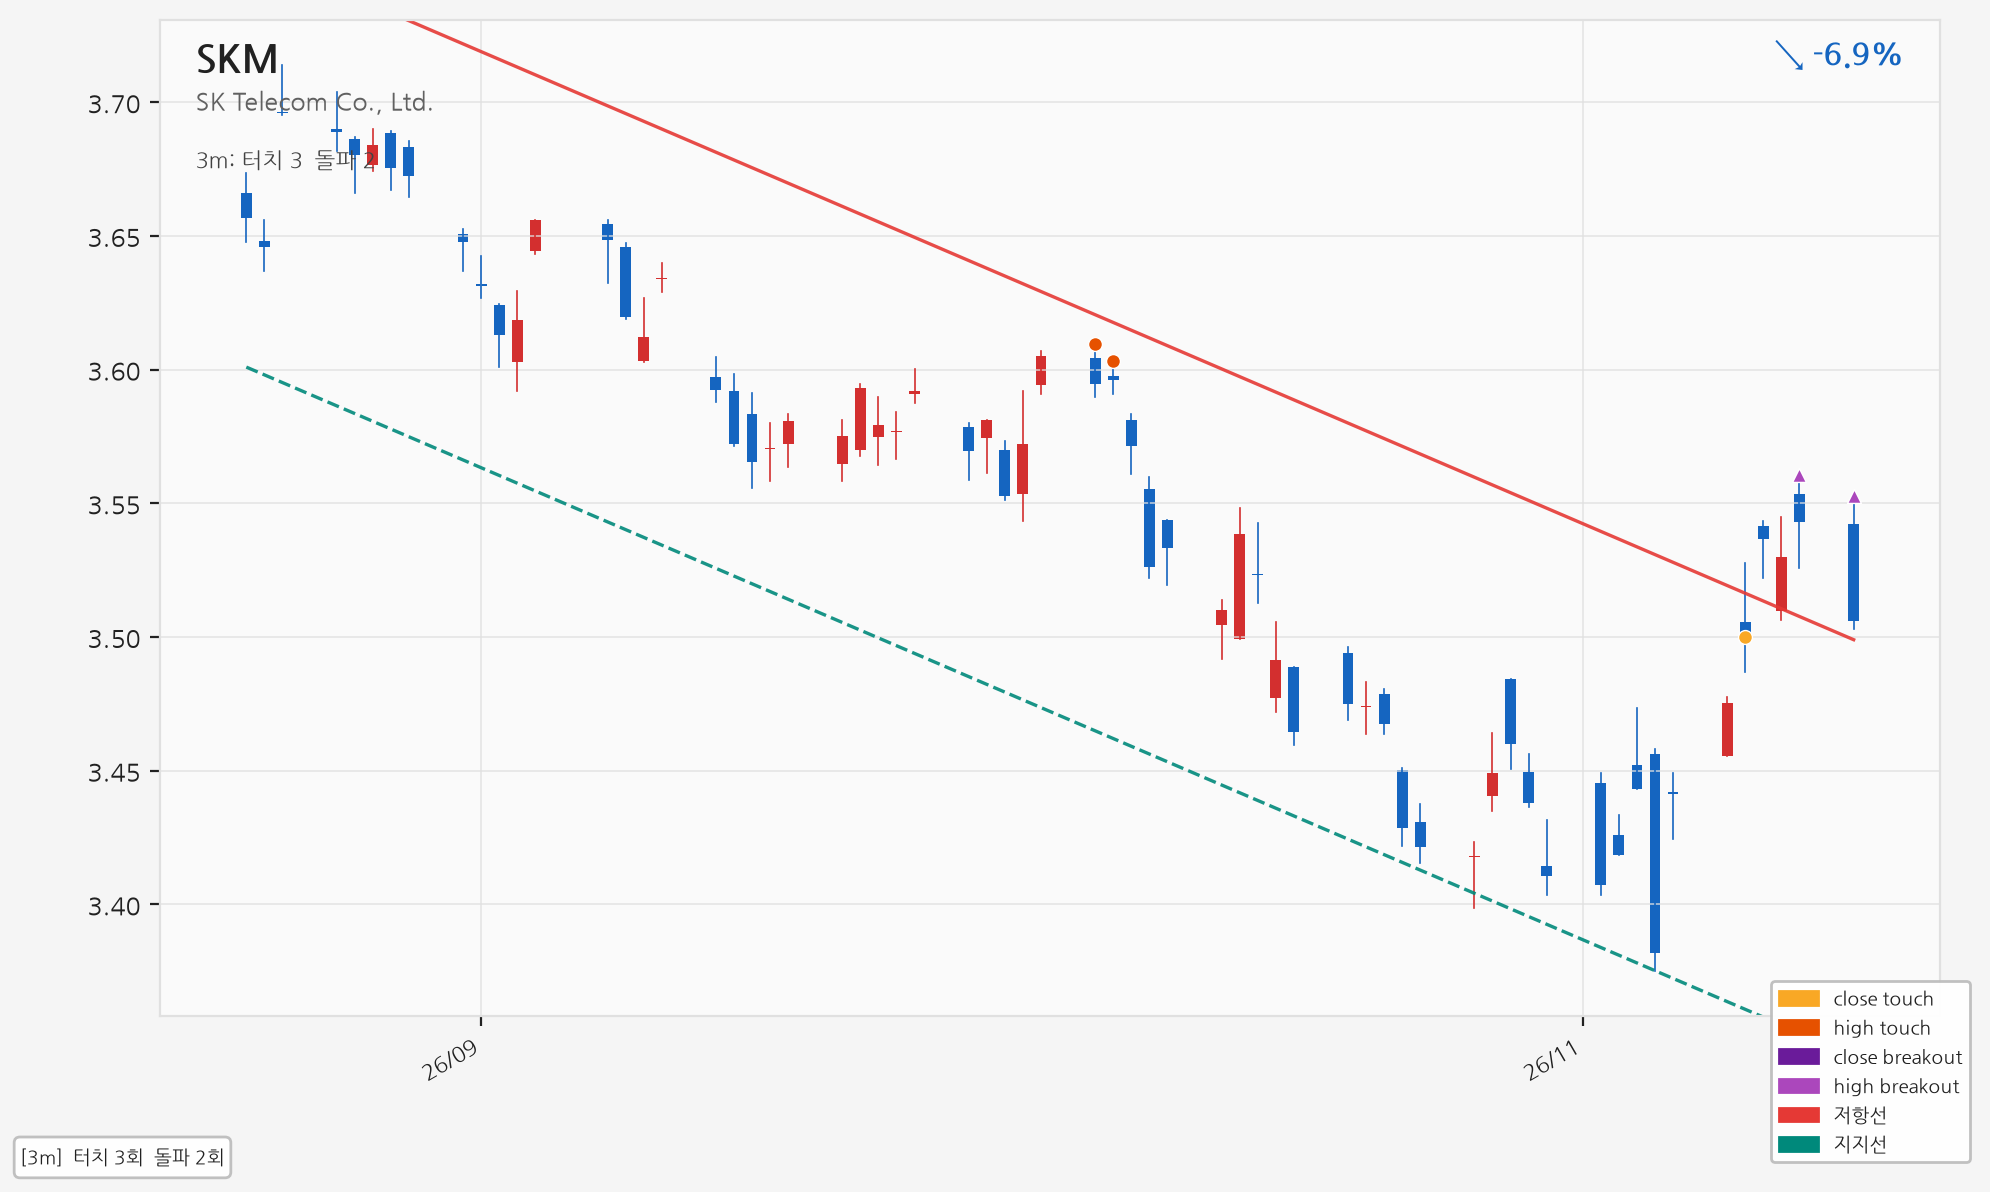 SKM
SK Telecom Co., Ltd.
3m: 터치 3 돌파 2
-6.9%
3.70
3.65
3.60
3.55
3.50
3.45
3.40
26/09
26/11
close touch
high touch
close breakout
high breakout
저항선
지지선
[3m] 터치 3회 돌파 2회